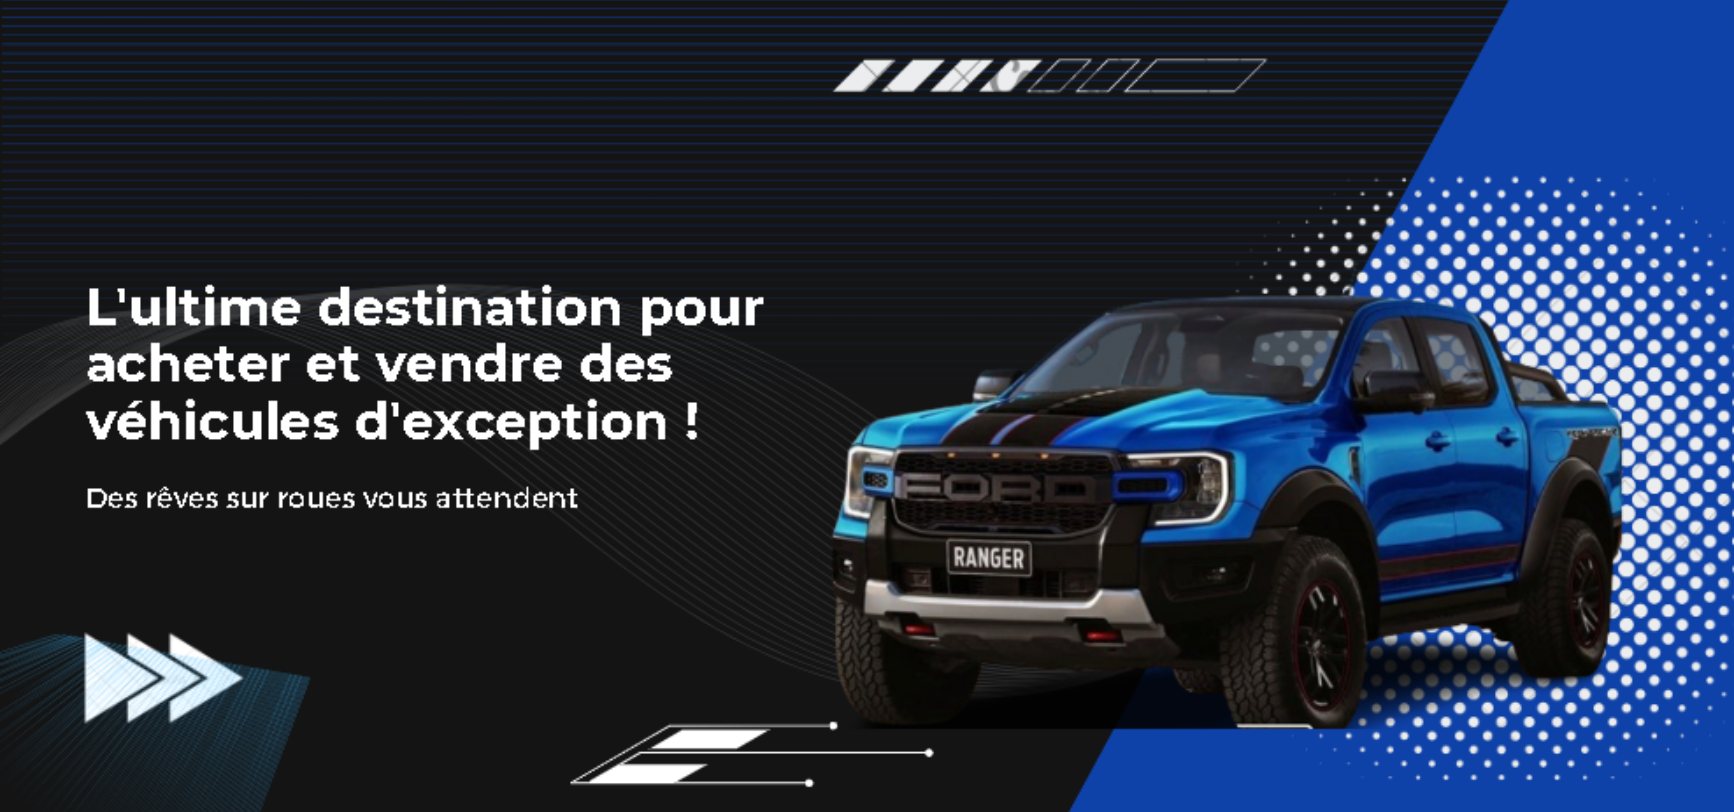 L'ultime destination pour
acheter et vendre des
véhicules d'exception !
Des rêves sur roues vous attendent
FORD
RANGER